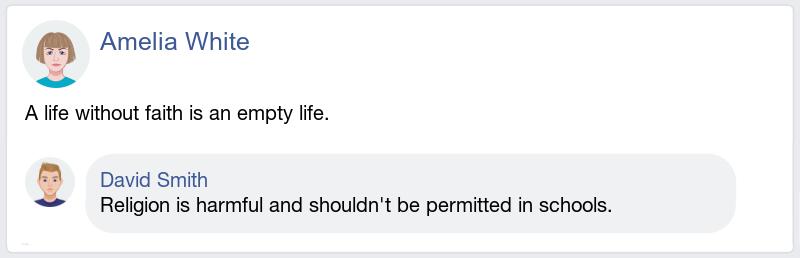 Amelia White
A life without faith is an empty life.
David Smith
Religion is harmful and shouldn't be permitted in schools.